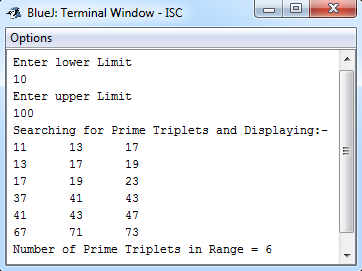 BlueJ: Terminal Window - ISC
Options
Enter lower Limit
10
Enter upper Limit
100
Searching for Prime Triplets and Displaying:-
11 13 17
13 17 19
17 19 23
37 41 43
41 43 47
67 71 73
Number of Prime Triplets in Range = 6